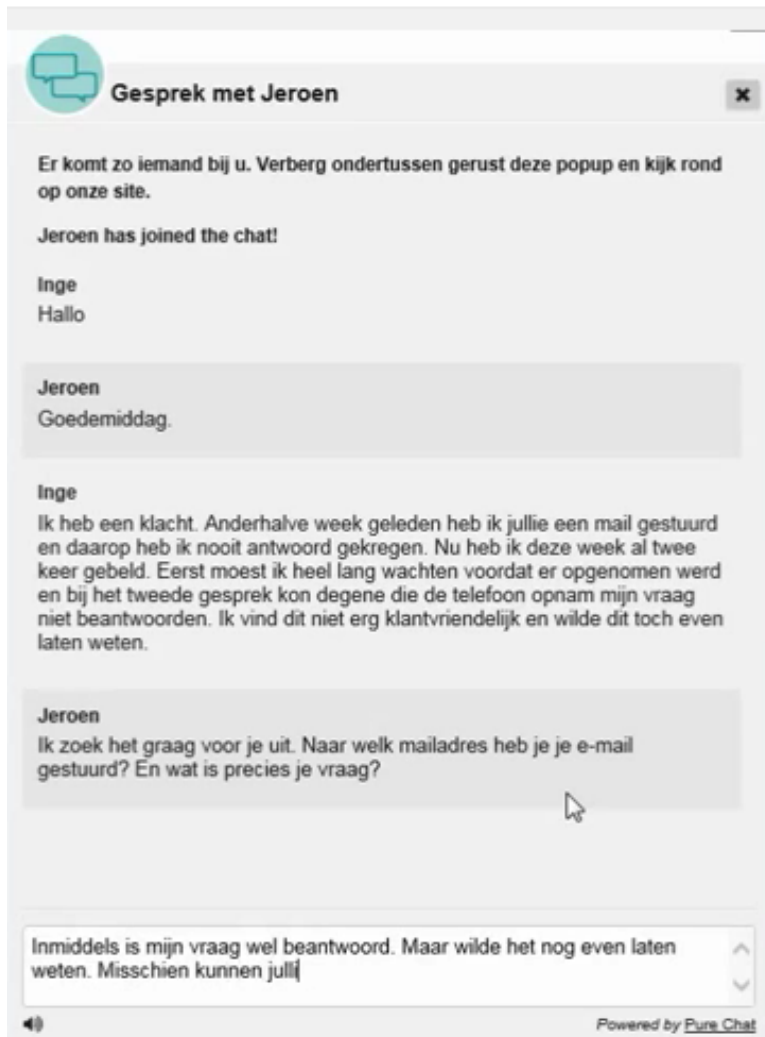 Gesprek met Jeroen
Er komt zo iemand bij u. Verberg ondertussen gerust deze popup en kijk rond
op onze site.
Jeroen has joined the chat!
Inge
Hallo
Jeroen
Goedemiddag.
Inge
Ik heb een klacht. Anderhalve week geleden heb ik jullie een mail gestuurd
en daarop heb ik nooit antwoord gekregen. Nu heb ik deze week al twee
keer gebeld. Eerst moest ik heel lang wachten voordat er opgenomen werd
en bij het tweede gesprek kon degene die de telefoon opnam mijn vraag
niet beantwoorden. Ik vind dit niet erg klantvriendelijk en wilde dit toch even
laten weten.
Jeroen
Ik zoek het graag voor je uit. Naar welk mailadres heb je je e-mail
gestuurd? En wat is precies je vraag?
Inmiddels is mijn vraag wel beantwoord. Maar wilde het nog even laten
weten. Misschien kunnen julli
Powered by Pure Chat